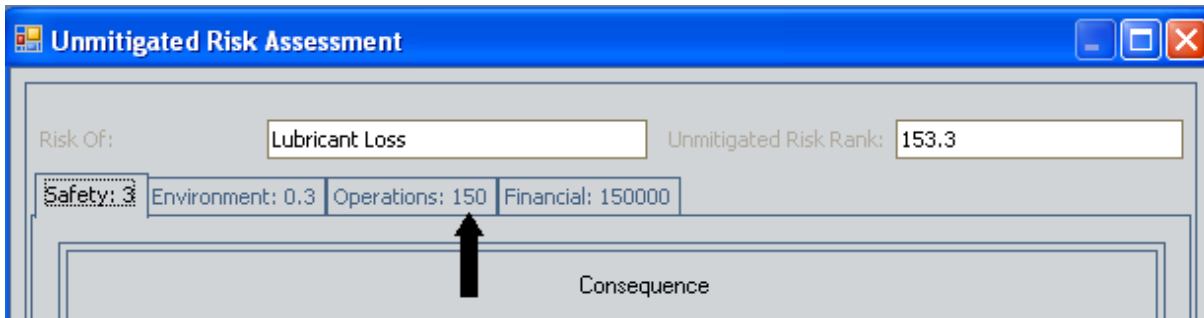 Unmitigated Risk Assessment
Risk Of: Lubricant Loss Unmitigated Risk Rank: 153.3
Safety: 3 Environment: 0.3 Operations: 150 Financial: 150000
Consequence